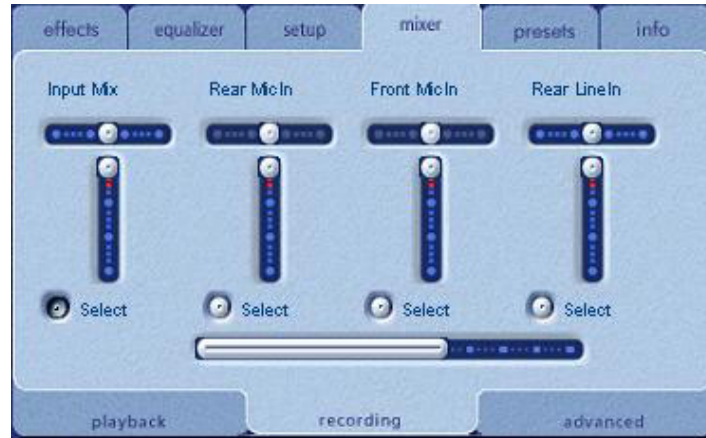 effects equalizer setup mixer presets info
Input Mix Rear Mic In Front Mic In Rear Line In
Select Select Select Select
playback recording advanced